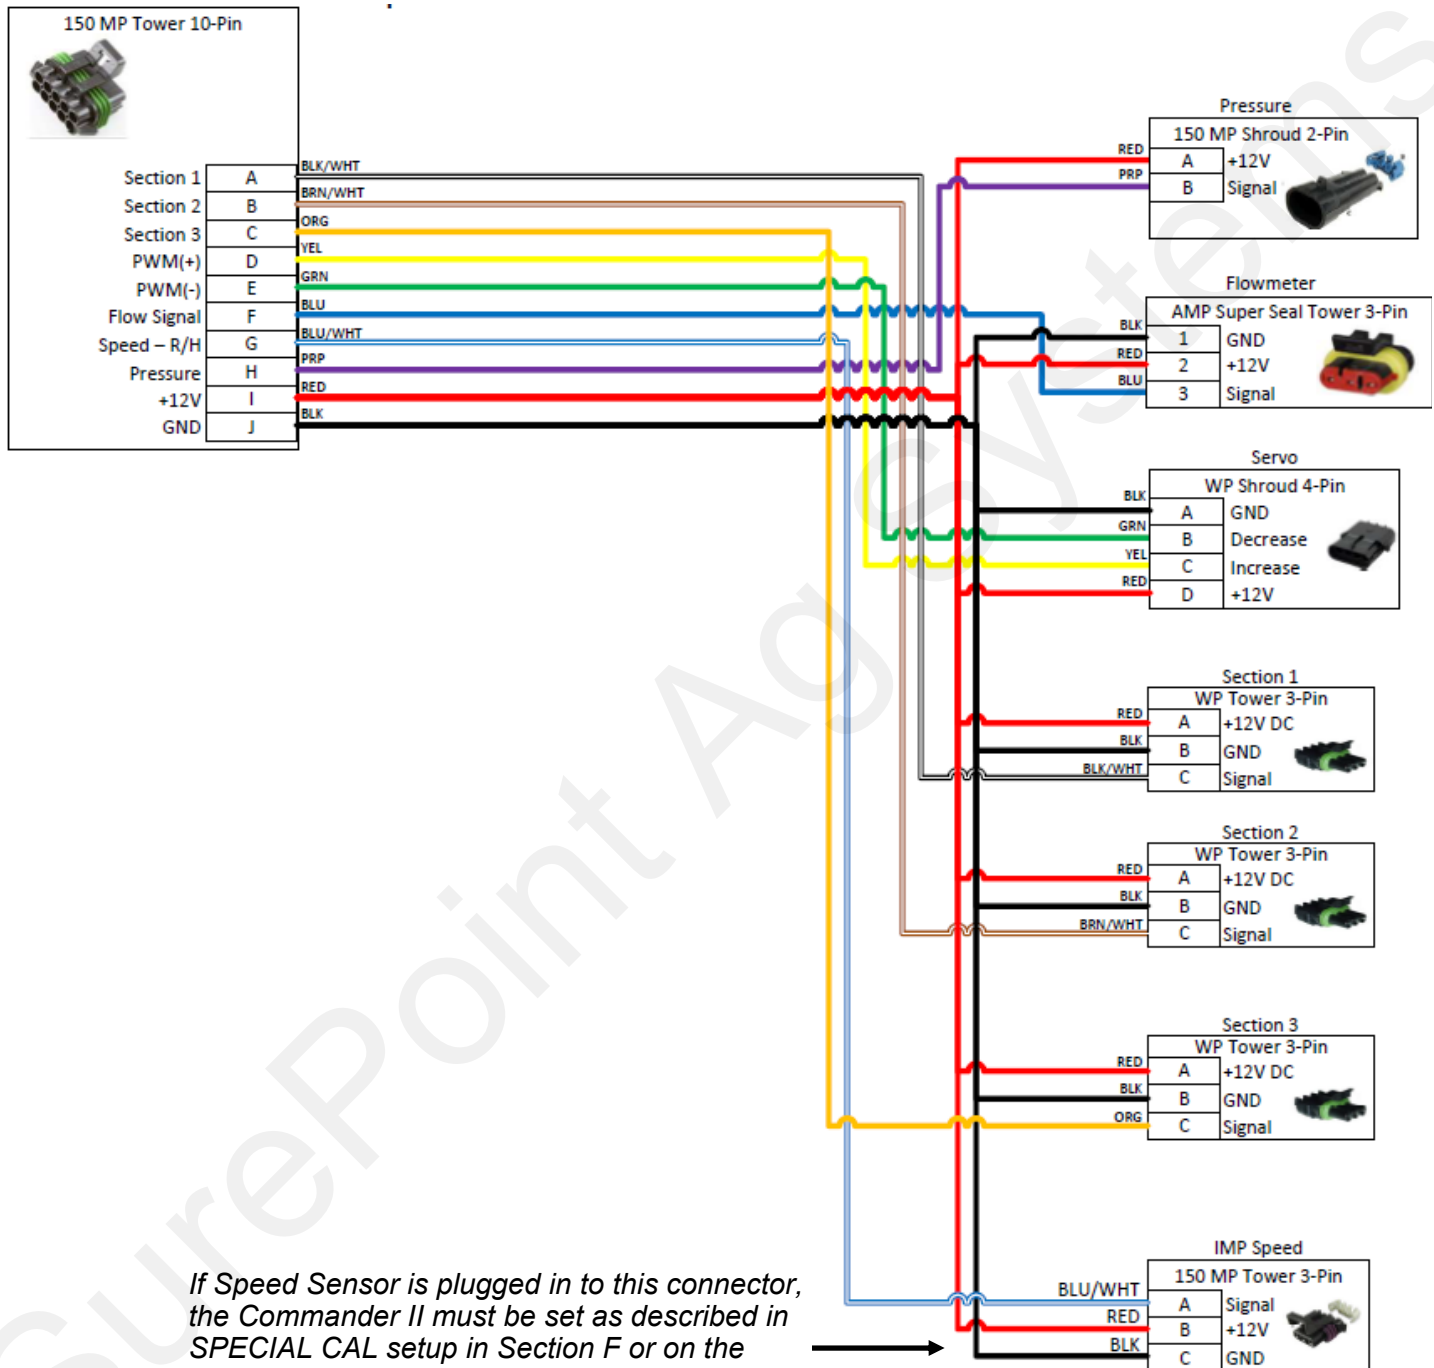 150 MP Tower 10-Pin
Section 1 A BLK/WHT
Section 2 B BRN/WHT
Section 3 C ORG
PWM(+) D YEL
PWM(-) E GRN
Flow Signal F BLU
Speed – R/H G BLU/WHT
Pressure H PRP
+12V I RED
GND J BLK
Pressure
150 MP Shroud 2-Pin
RED A +12V
PRP B Signal
Flowmeter
AMP Super Seal Tower 3-Pin
BLK 1 GND
RED 2 +12V
BLU 3 Signal
Servo
WP Shroud 4-Pin
BLK A GND
GRN B Decrease
YEL C Increase
RED D +12V
Section 1
WP Tower 3-Pin
RED A +12V DC
BLK B GND
BLK/WHT C Signal
Section 2
WP Tower 3-Pin
RED A +12V DC
BLK B GND
BRN/WHT C Signal
Section 3
WP Tower 3-Pin
RED A +12V DC
BLK B GND
ORG C Signal
IMP Speed
150 MP Tower 3-Pin
BLU/WHT A Signal
RED B +12V
BLK C GND
If Speed Sensor is plugged in to this connector,
the Commander II must be set as described in
SPECIAL CAL setup in Section F or on the
SurePoint Ag Systems